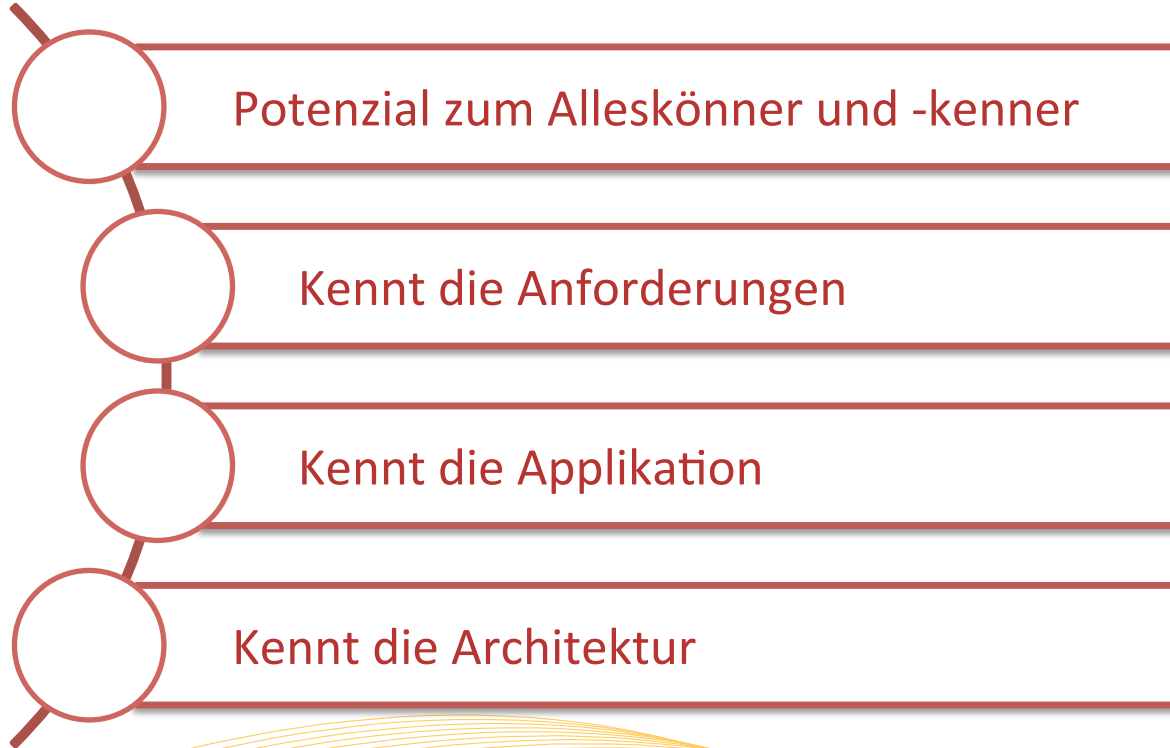 Potenzial zum Alleskönner und -kenner
Kennt die Anforderungen
Kennt die Applikation
Kennt die Architektur